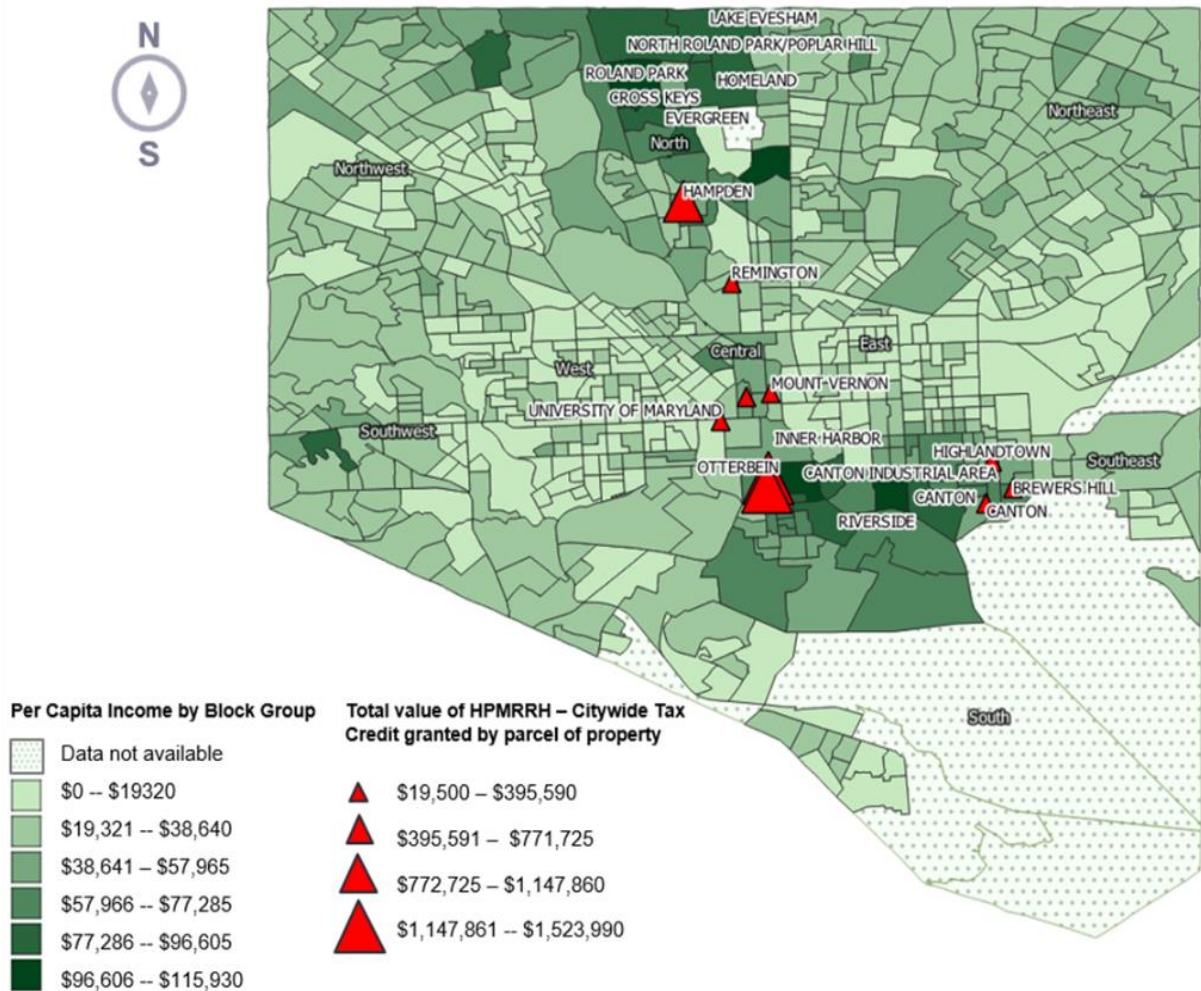 N
S
LAKE EVESHAM
NORTH ROLAND PARK/POPLAR HILL
ROLAND PARK
HOMELAND
CROSS KEYS
EVERGREEN
Northeast
North
Northwest
HAMPDEN
REMINGTON
Central
East
West
MOUNT VERNON
UNIVERSITY OF MARYLAND
Southwest
INNER HARBOR
HIGHLANDTOWN
OTTERBEIN
CANTON INDUSTRIAL AREA
Southeast
BREWERS HILL
CANTON
CANTON
RIVERSIDE
South
Per Capita Income by Block Group
Data not available
$0 -- $19320
$19,321 -- $38,640
$38,641 – $57,965
$57,966 -- $77,285
$77,286 -- $96,605
$96,606 -- $115,930
Total value of HPMRRH – Citywide Tax
Credit granted by parcel of property
$19,500 – $395,590
$395,591 – $771,725
$772,725 – $1,147,860
$1,147,861 -- $1,523,990